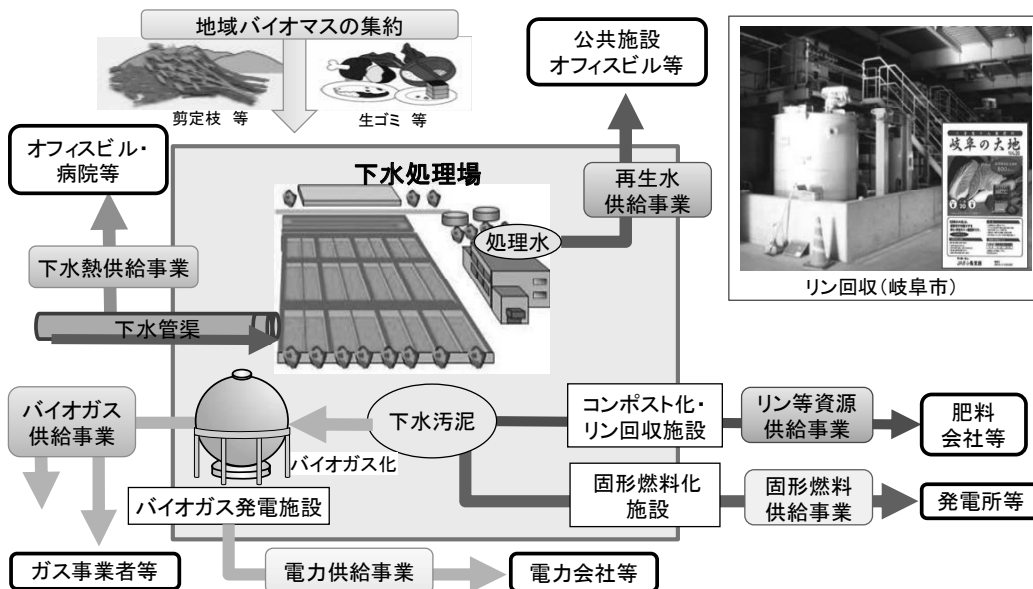 地域バイオマスの集約
剪定枝 等
生ゴミ 等
公共施設
オフィスビル等
オフィスビル・
病院等
下水処理場
再生水
供給事業
処理水
下水熱供給事業
下水管渠
岐阜の大地
リン回収(岐阜市)
バイオガス
供給事業
下水汚泥
バイオガス化
コンポスト化・
リン回収施設
リン等資源
供給事業
肥料
会社等
バイオガス発電施設
固形燃料化
施設
固形燃料
供給事業
発電所等
ガス事業者等
電力供給事業
電力会社等